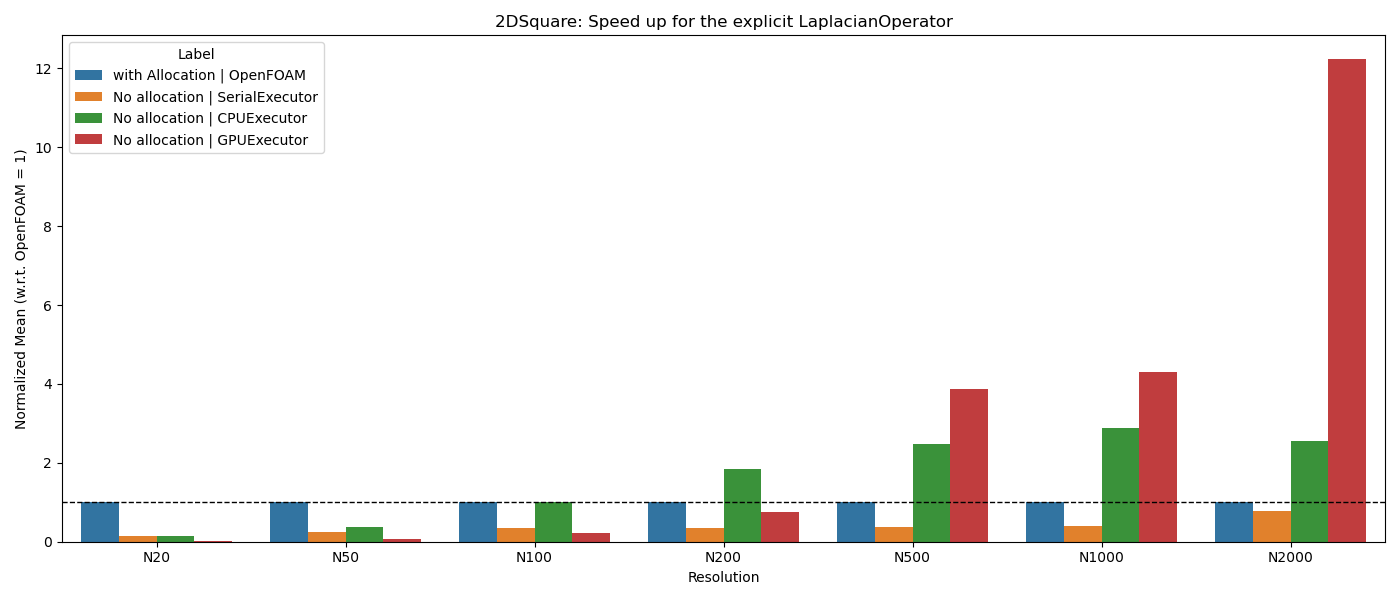 2DSquare: Speed up for the explicit LaplacianOperator
Label
with Allocation | OpenFOAM
No allocation | SerialExecutor
No allocation | CPUExecutor
No allocation | GPUExecutor
Normalized Mean (w.r.t. OpenFOAM = 1)
12
10
8
6
4
2
0
N20 N50 N100 N200 N500 N1000 N2000
Resolution